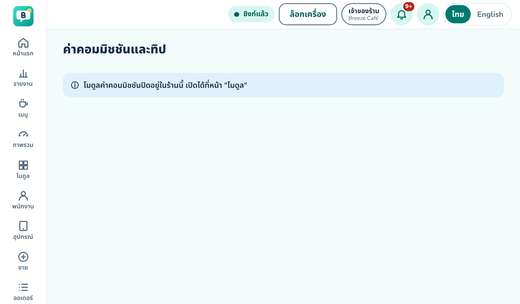 B
ซิงก์แล้ว
ล็อกเครื่อง
เจ้าของร้าน
Breeze Café
9+
ไทย
English
หน้าแรก
รายงาน
เมนู
ภาพรวม
โมดูล
พนักงาน
อุปกรณ์
ขาย
ออเดอร์
ค่าคอมมิชชันและทิป
โมดูลค่าคอมมิชชันปิดอยู่ในร้านนี้ เปิดได้ที่หน้า "โมดูล"